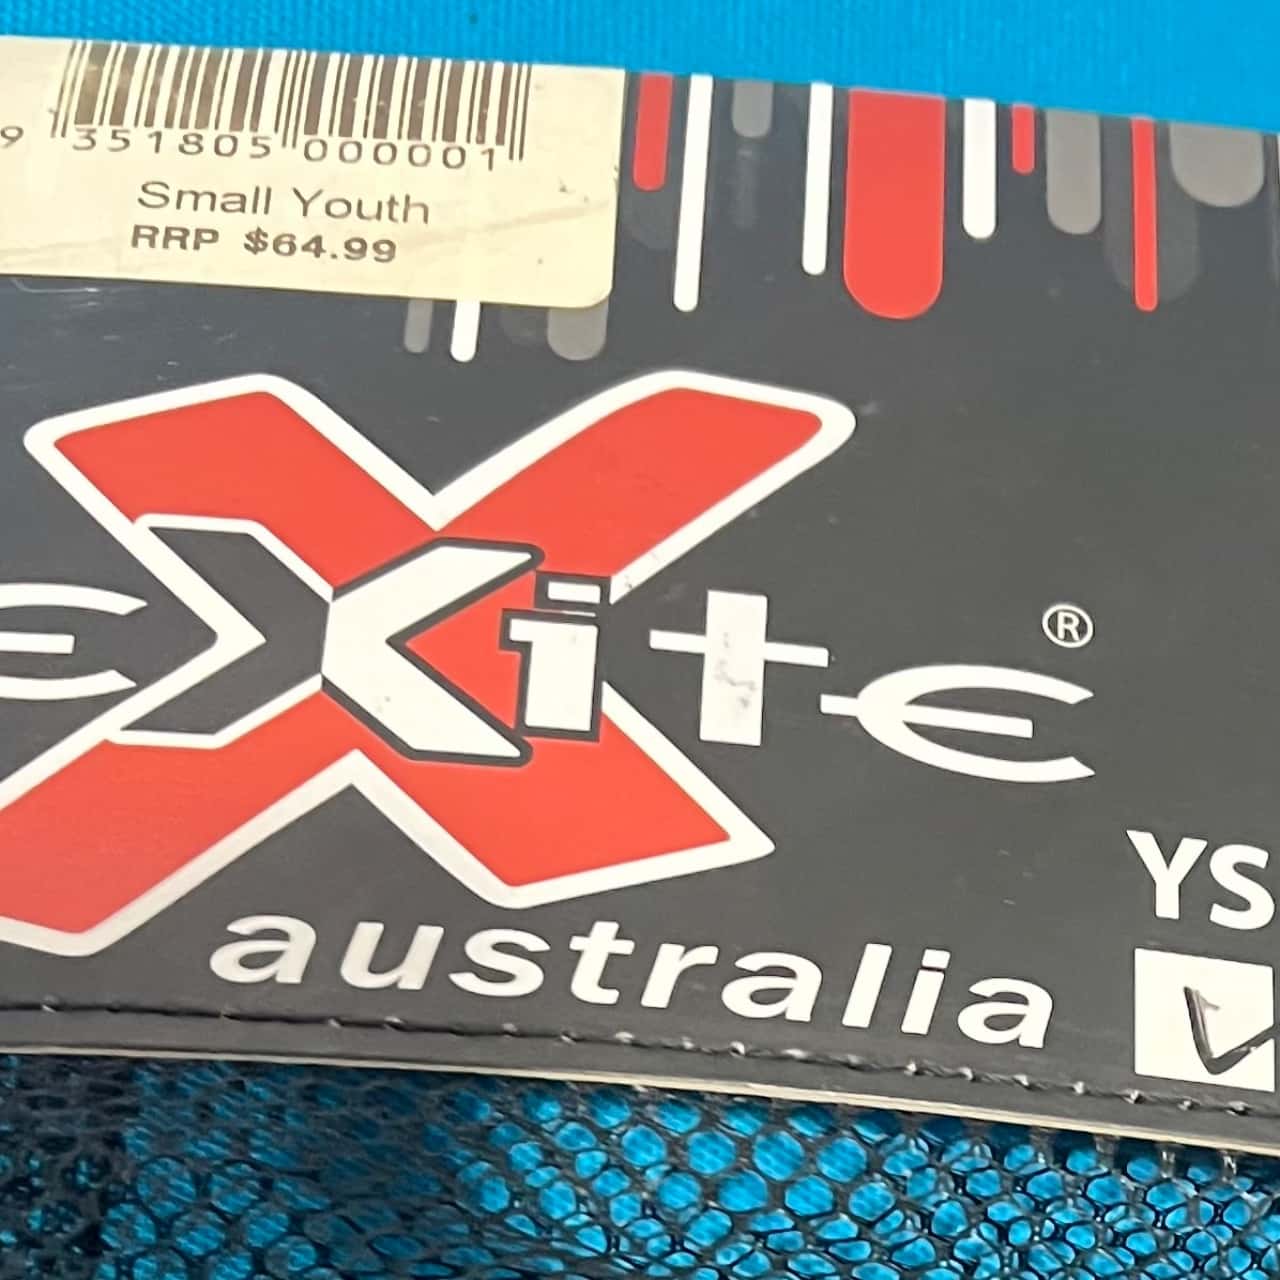 9 351805 000001
Small Youth
RRP $64.99
eXite®
australia
YS